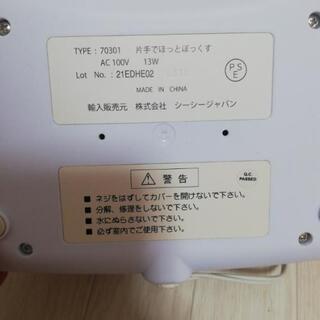 TYPE : 70301 片手でほっとぼっくす
AC 100V 13W
Lot No. : 21EDHE02
P S E
MADE IN CHINA
輸入販売元 株式会社 シーシージャパン
⚠ 警告
■ネジをはずしてカバーを開けないで下さい。
■分解、修理をしないで下さい。
■水にぬらさないで下さい。
■必ず室内でご使用下さい。
Q.C.
PASSED